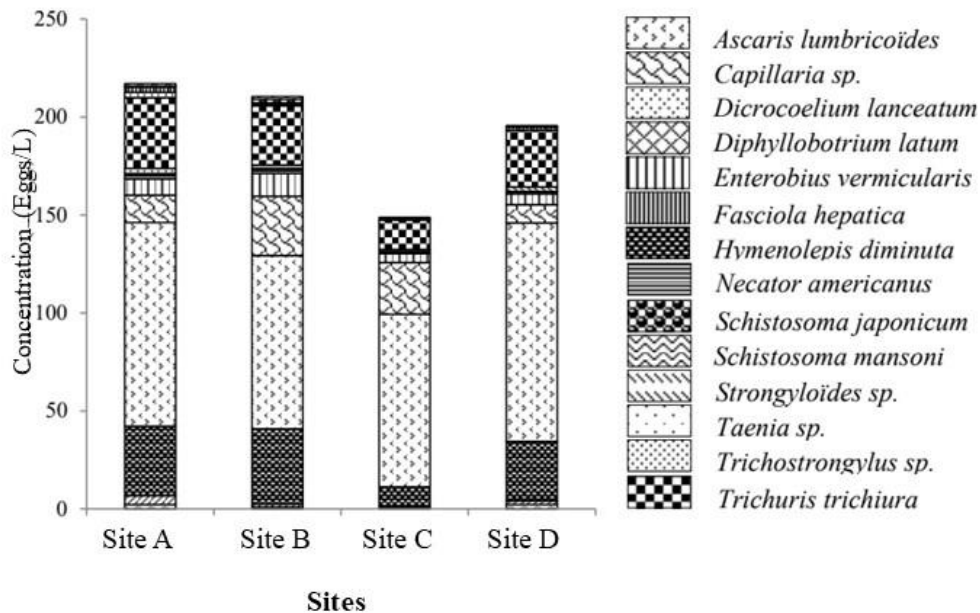 250
200
150
100
50
0
Concentration (Eggs/L)
Site A Site B Site C Site D
Sites
Ascaris lumbricoïdes
Capillaria sp.
Dicrocoelium lanceatum
Diphyllobotrium latum
Enterobius vermicularis
Fasciola hepatica
Hymenolepis diminuta
Necator americanus
Schistosoma japonicum
Schistosoma mansoni
Strongyloïdes sp.
Taenia sp.
Trichostrongylus sp.
Trichuris trichiura